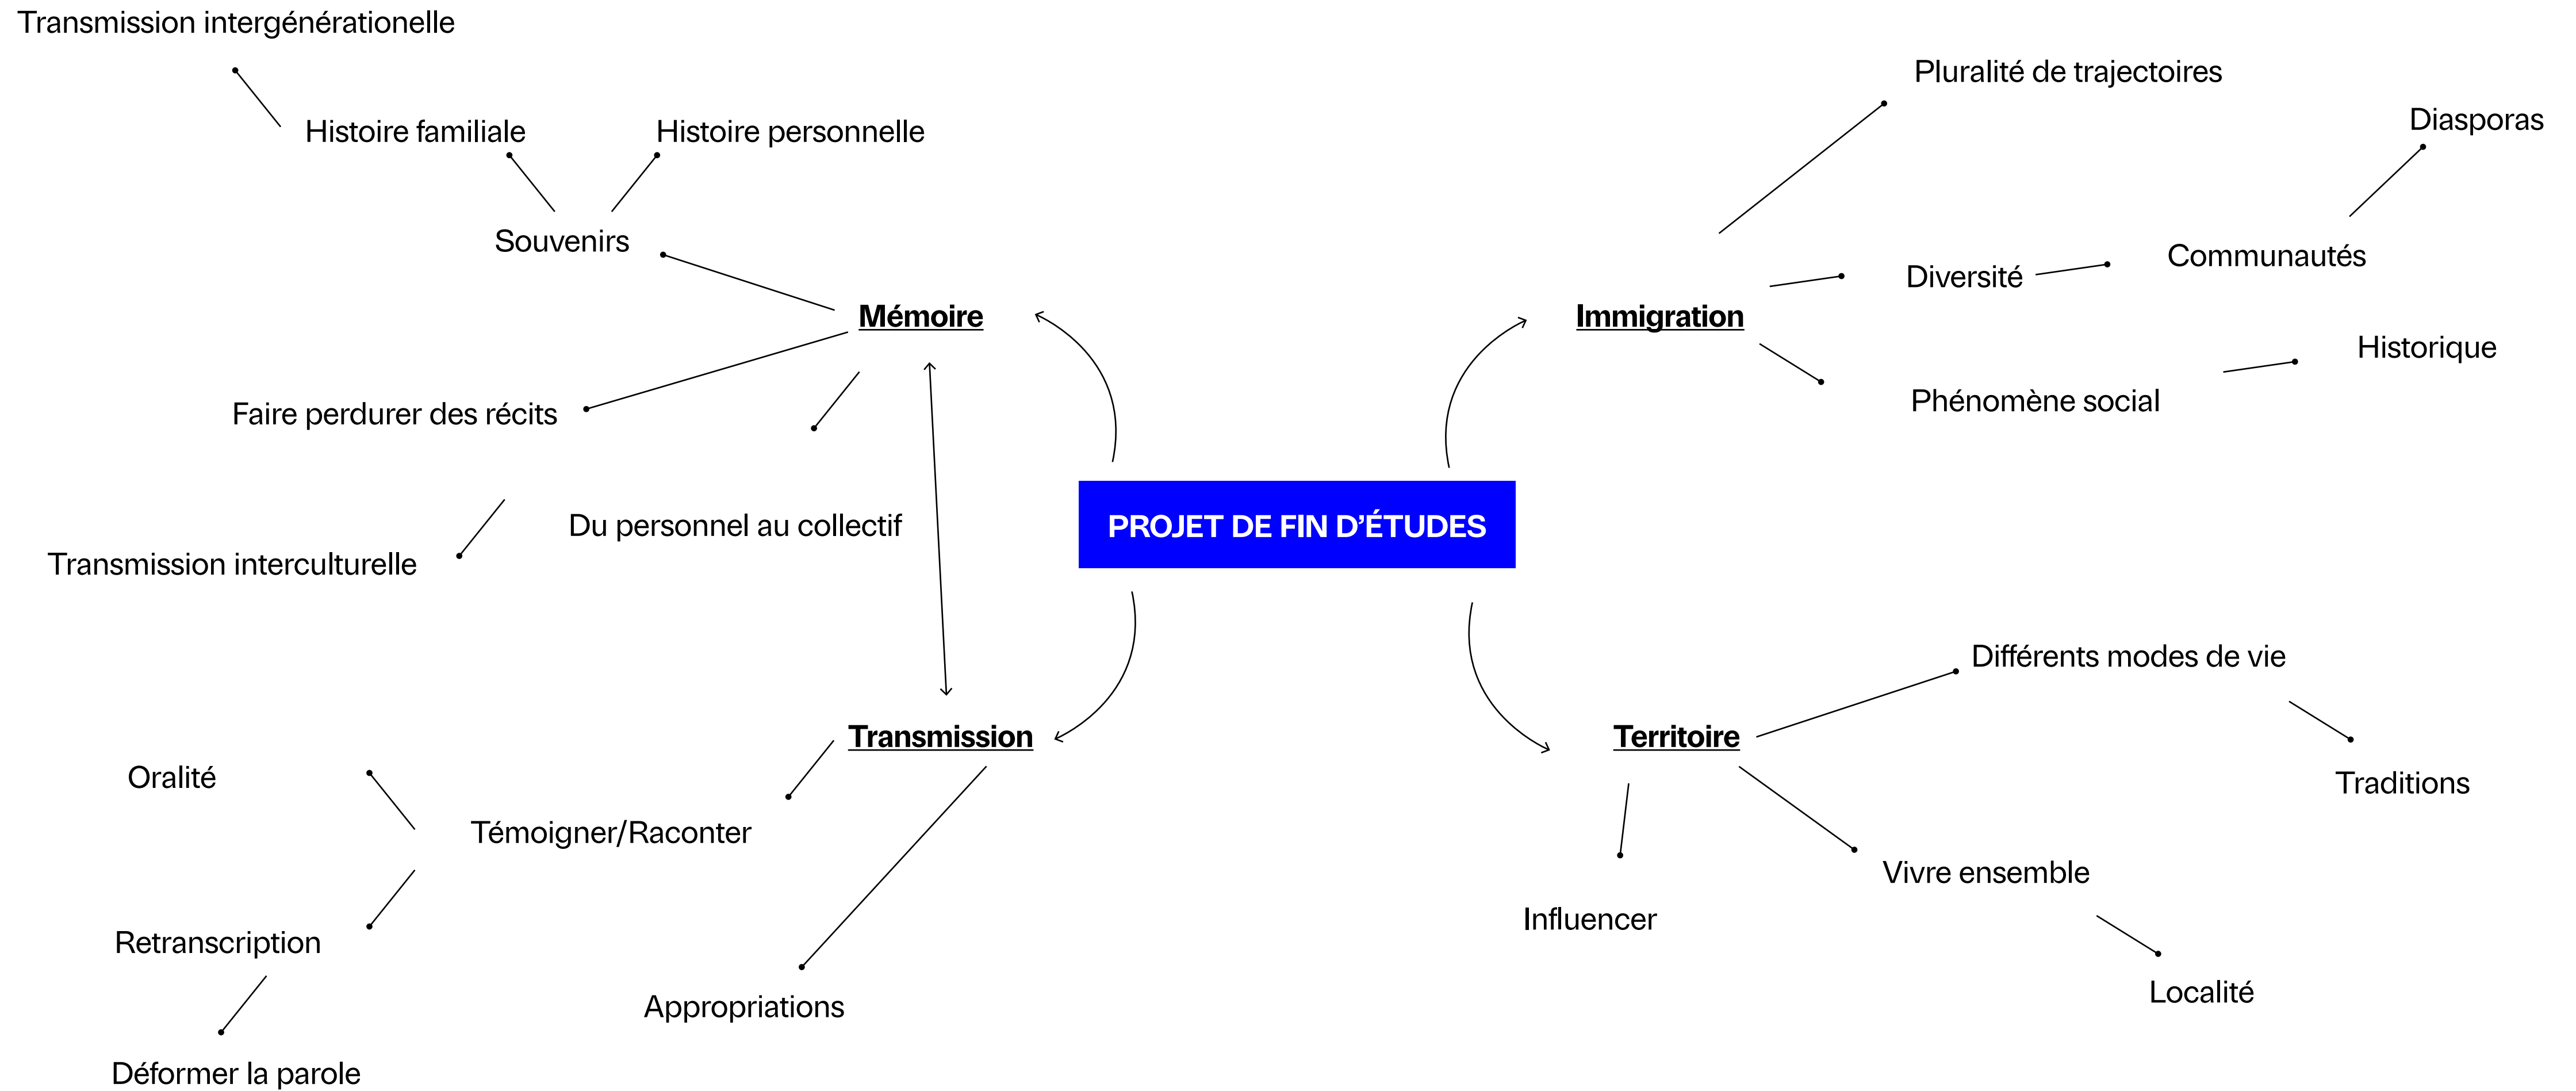 Transmission intergénérationelle
Pluralité de trajectoires
Diasporas
Histoire familiale
Histoire personnelle
Souvenirs
Communautés
Diversité
Mémoire
Immigration
Historique
Phénomène social
Faire perdurer des récits
Du personnel au collectif
PROJET DE FIN D’ÉTUDES
Transmission interculturelle
Différents modes de vie
Transmission
Territoire
Oralité
Traditions
Témoigner/Raconter
Vivre ensemble
Influencer
Retranscription
Localité
Appropriations
Déformer la parole